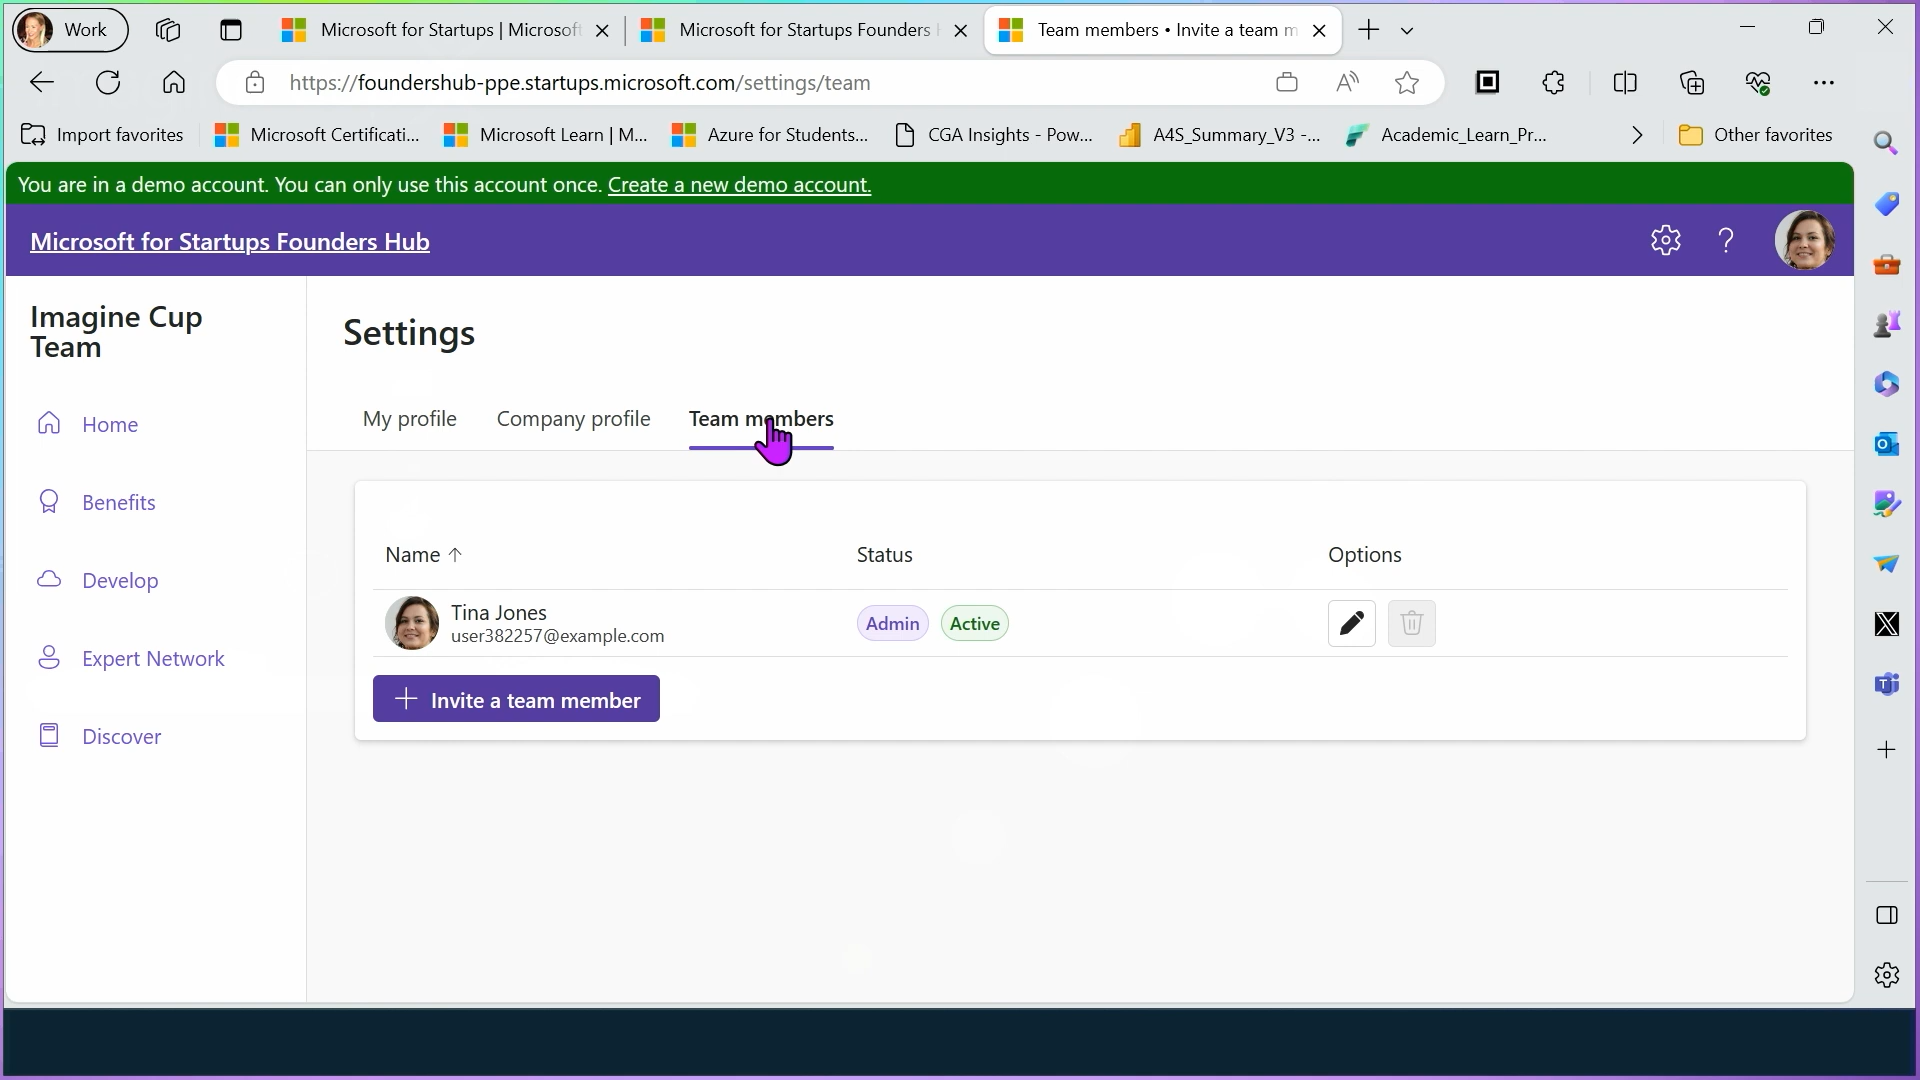 Work
Microsoft for Startups | Microsoft
Microsoft for Startups Founders
Team members • Invite a team m
https://foundershub-ppe.startups.microsoft.com/settings/team
Import favorites
Microsoft Certificati...
Microsoft Learn | M...
Azure for Students...
CGA Insights - Pow...
A4S_Summary_V3 -...
Academic_Learn_Pr...
Other favorites
You are in a demo account. You can only use this account once. Create a new demo account.
Microsoft for Startups Founders Hub
Imagine Cup
Team
Home
Benefits
Develop
Expert Network
Discover
Settings
My profile
Company profile
Team members
Name ↑
Status
Options
Tina Jones
user382257@example.com
Admin
Active
+ Invite a team member